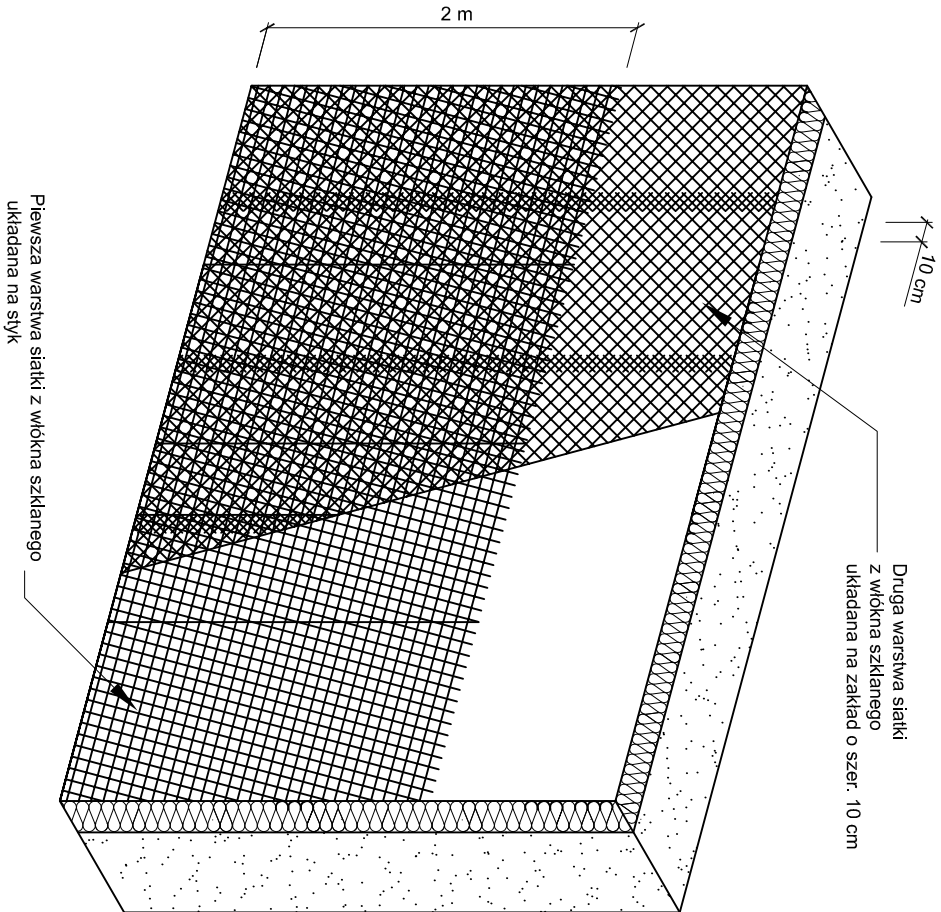 2 m
10 cm
Druga warstwa siatki
z włókna szklanego
układana na zakład o szer. 10 cm
Piewsza warstwa siatki z włókna szklanego
układana na styk